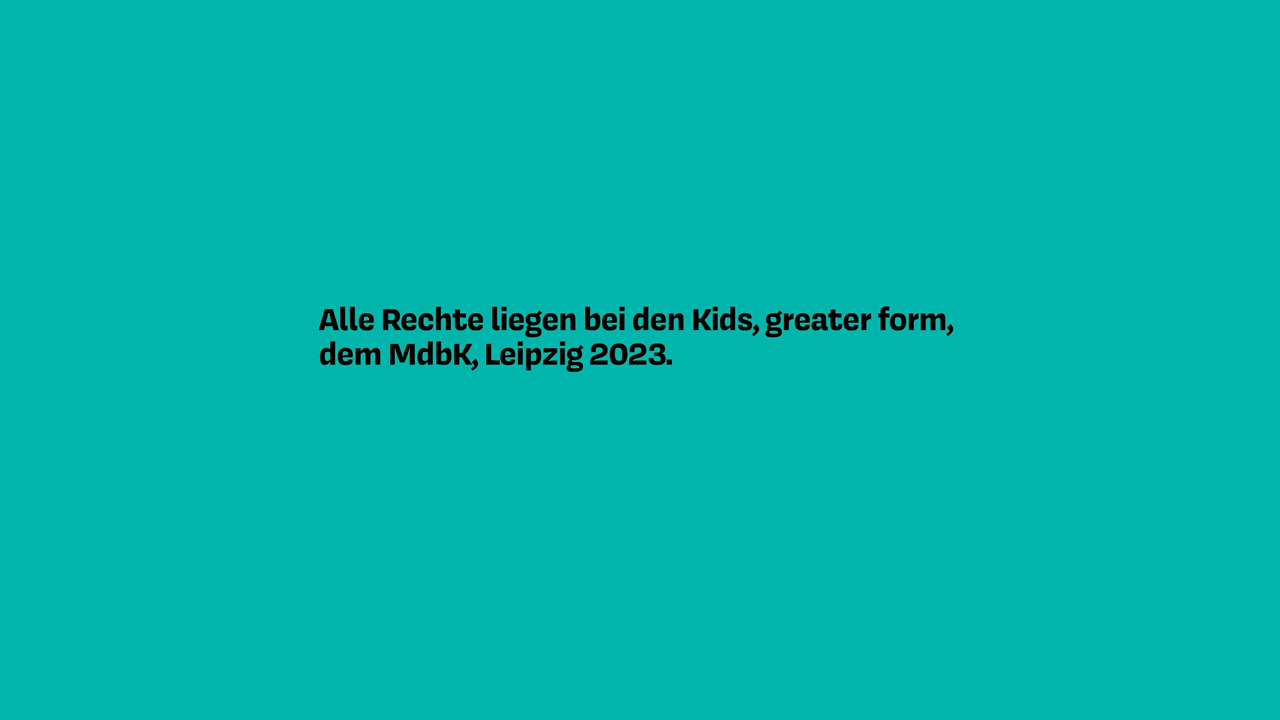 Alle Rechte liegen bei den Kids, greater form,
dem MdbK, Leipzig 2023.